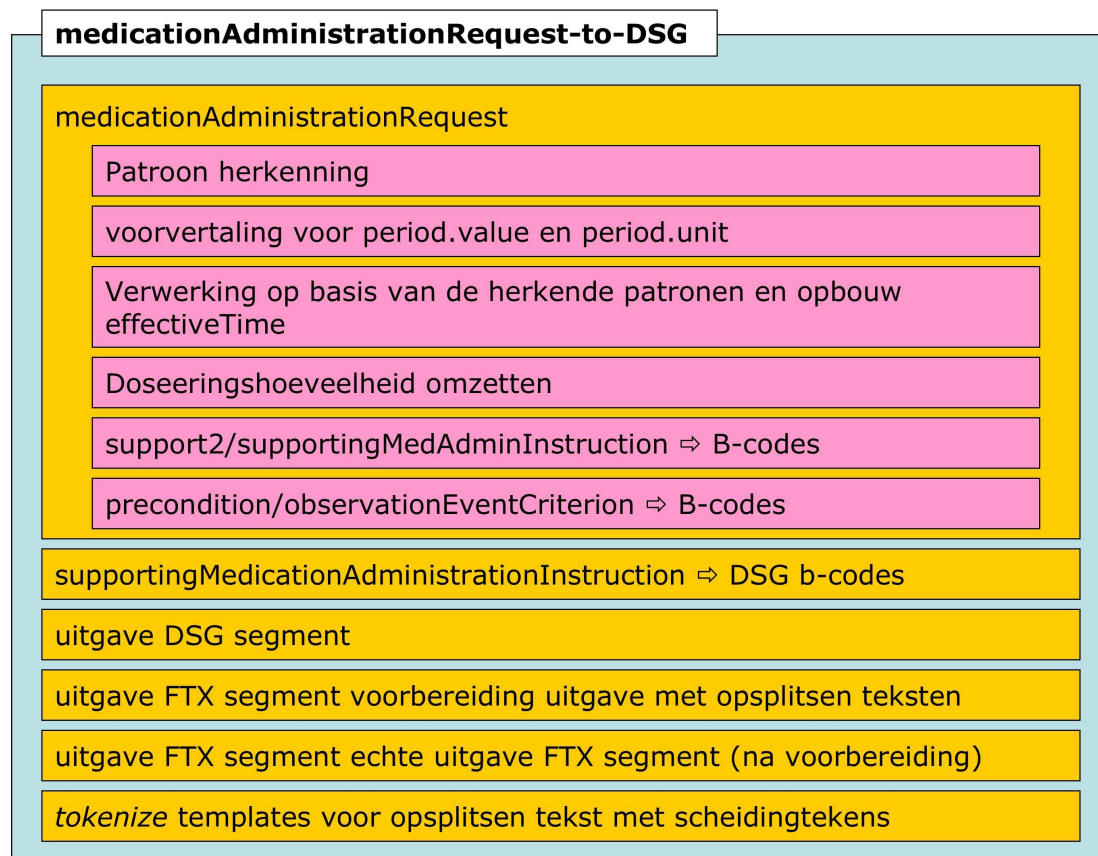 medicationAdministrationRequest-to-DSG
medicationAdministrationRequest
Patroon herkenning
voorvertaling voor period.value en period.unit
Verwerking op basis van de herkende patronen en opbouw
effectiveTime
Doseeringshoeveelheid omzetten
support2/supportingMedAdminInstruction ⇨ B-codes
precondition/observationEventCriterion ⇨ B-codes
supportingMedicationAdministrationInstruction ⇨ DSG b-codes
uitgave DSG segment
uitgave FTX segment voorbereiding uitgave met opsplitsen teksten
uitgave FTX segment echte uitgave FTX segment (na voorbereiding)
tokenize templates voor opsplitsen tekst met scheidingtekens